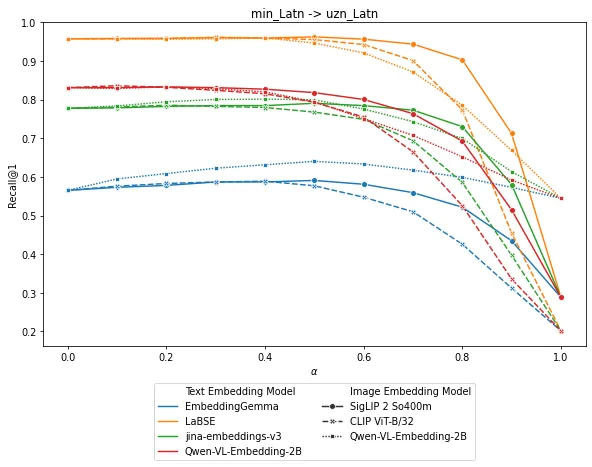 min_Latn -> uzn_Latn
Recall@1
1.0
0.9
0.8
0.7
0.6
0.5
0.4
0.3
0.2
0.0 0.2 0.4 0.6 0.8 1.0
α
Text Embedding Model
EmbeddingGemma
LaBSE
jina-embeddings-v3
Qwen-VL-Embedding-2B
Image Embedding Model
SigLIP 2 So400m
CLIP ViT-B/32
Qwen-VL-Embedding-2B